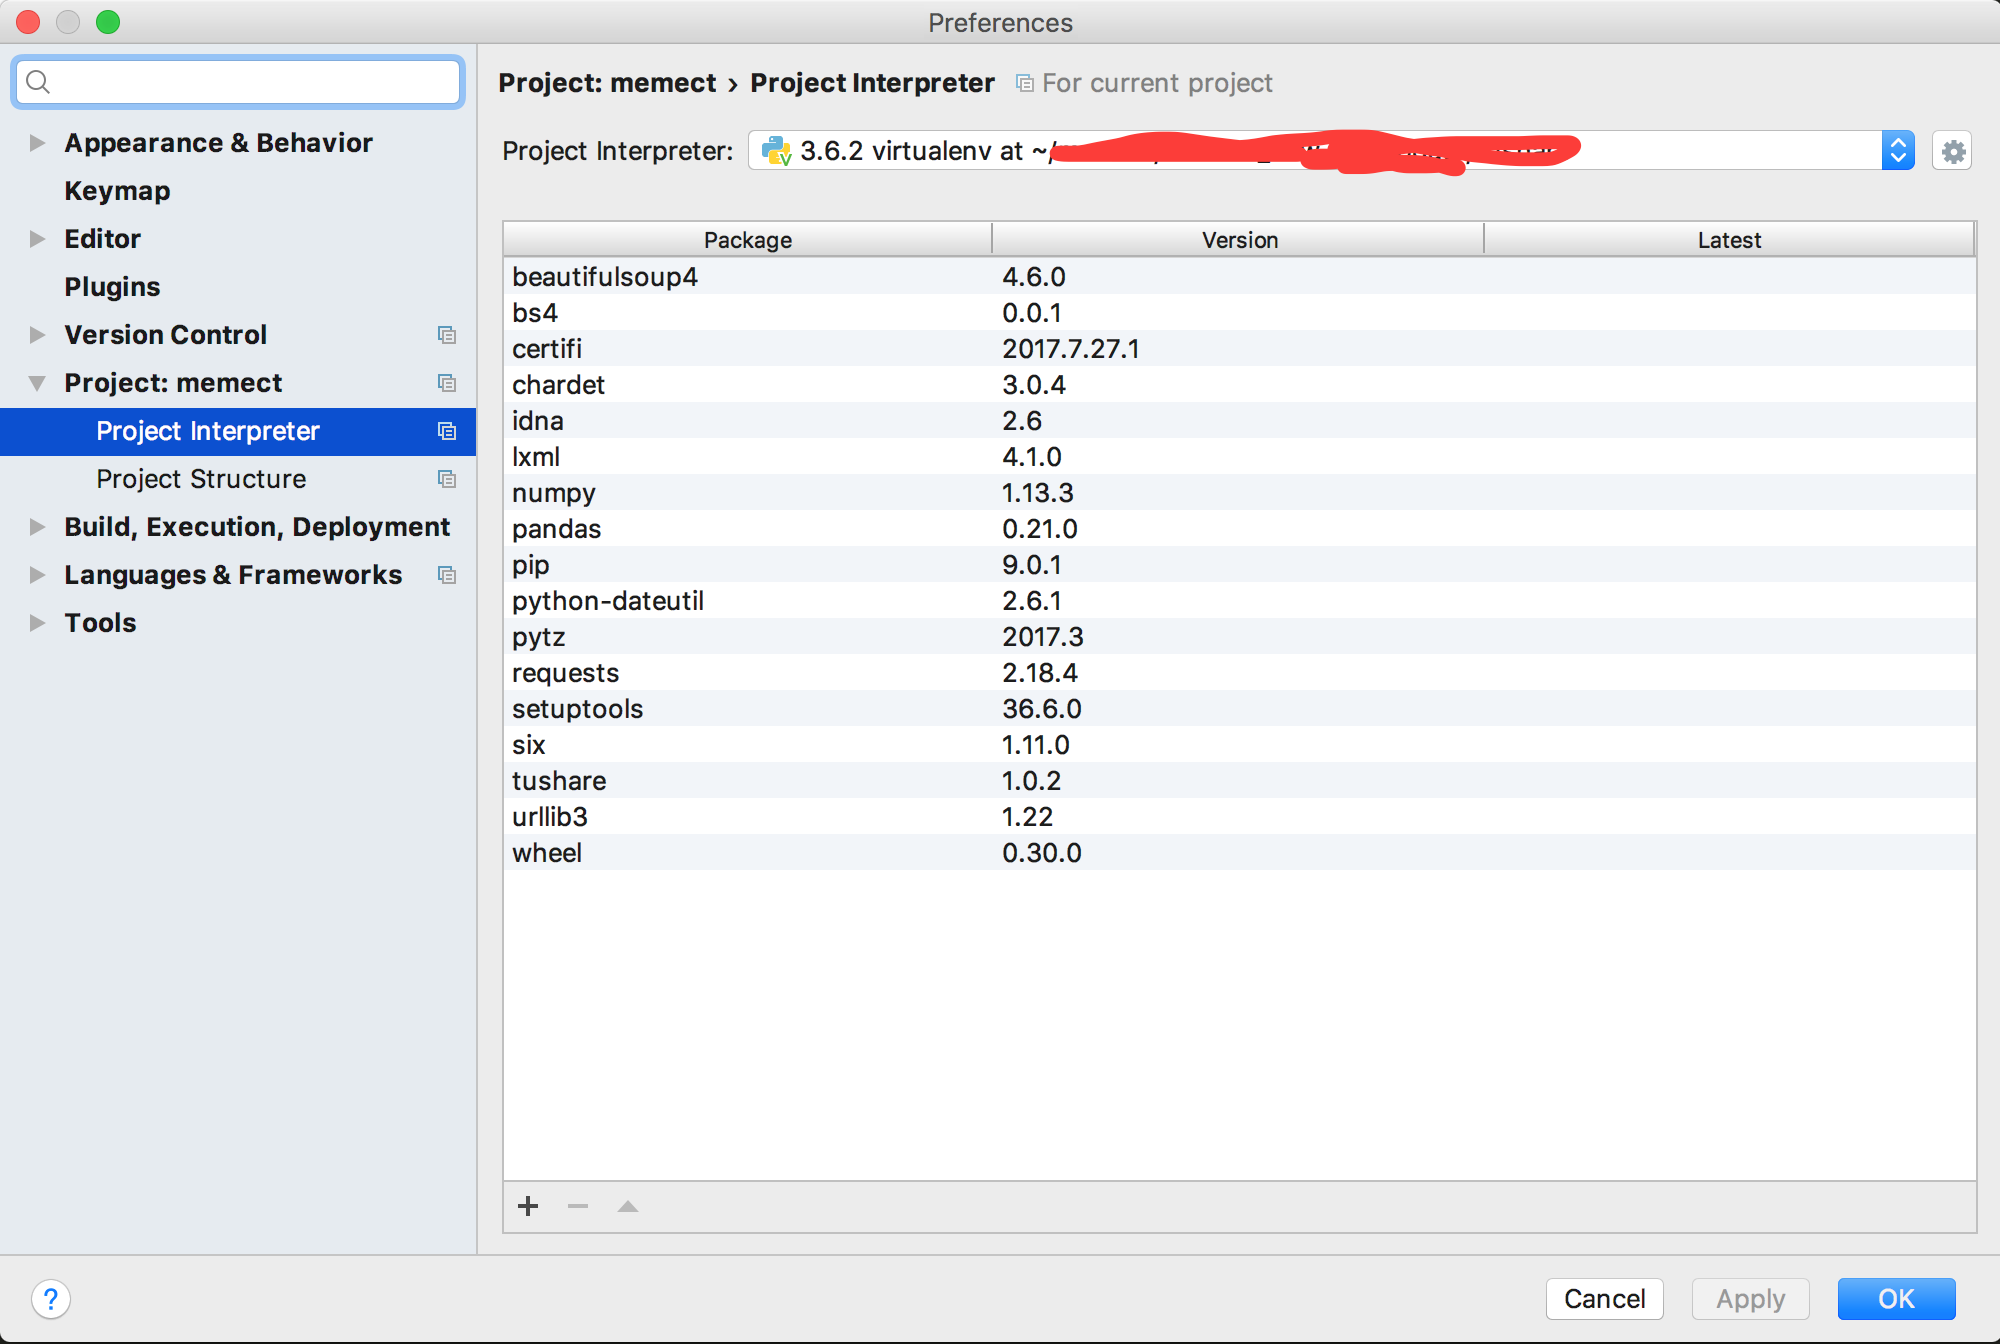 Preferences
Project: memect › Project Interpreter For current project
Appearance & Behavior
Keymap
Editor
Plugins
Version Control
Project: memect
Project Interpreter
Project Structure
Build, Execution, Deployment
Languages & Frameworks
Tools
Project Interpreter: 3.6.2 virtualenv at ~/
Package Version Latest
beautifulsoup4 4.6.0
bs4 0.0.1
certifi 2017.7.27.1
chardet 3.0.4
idna 2.6
lxml 4.1.0
numpy 1.13.3
pandas 0.21.0
pip 9.0.1
python-dateutil 2.6.1
pytz 2017.3
requests 2.18.4
setuptools 36.6.0
six 1.11.0
tushare 1.0.2
urllib3 1.22
wheel 0.30.0
? Cancel Apply OK